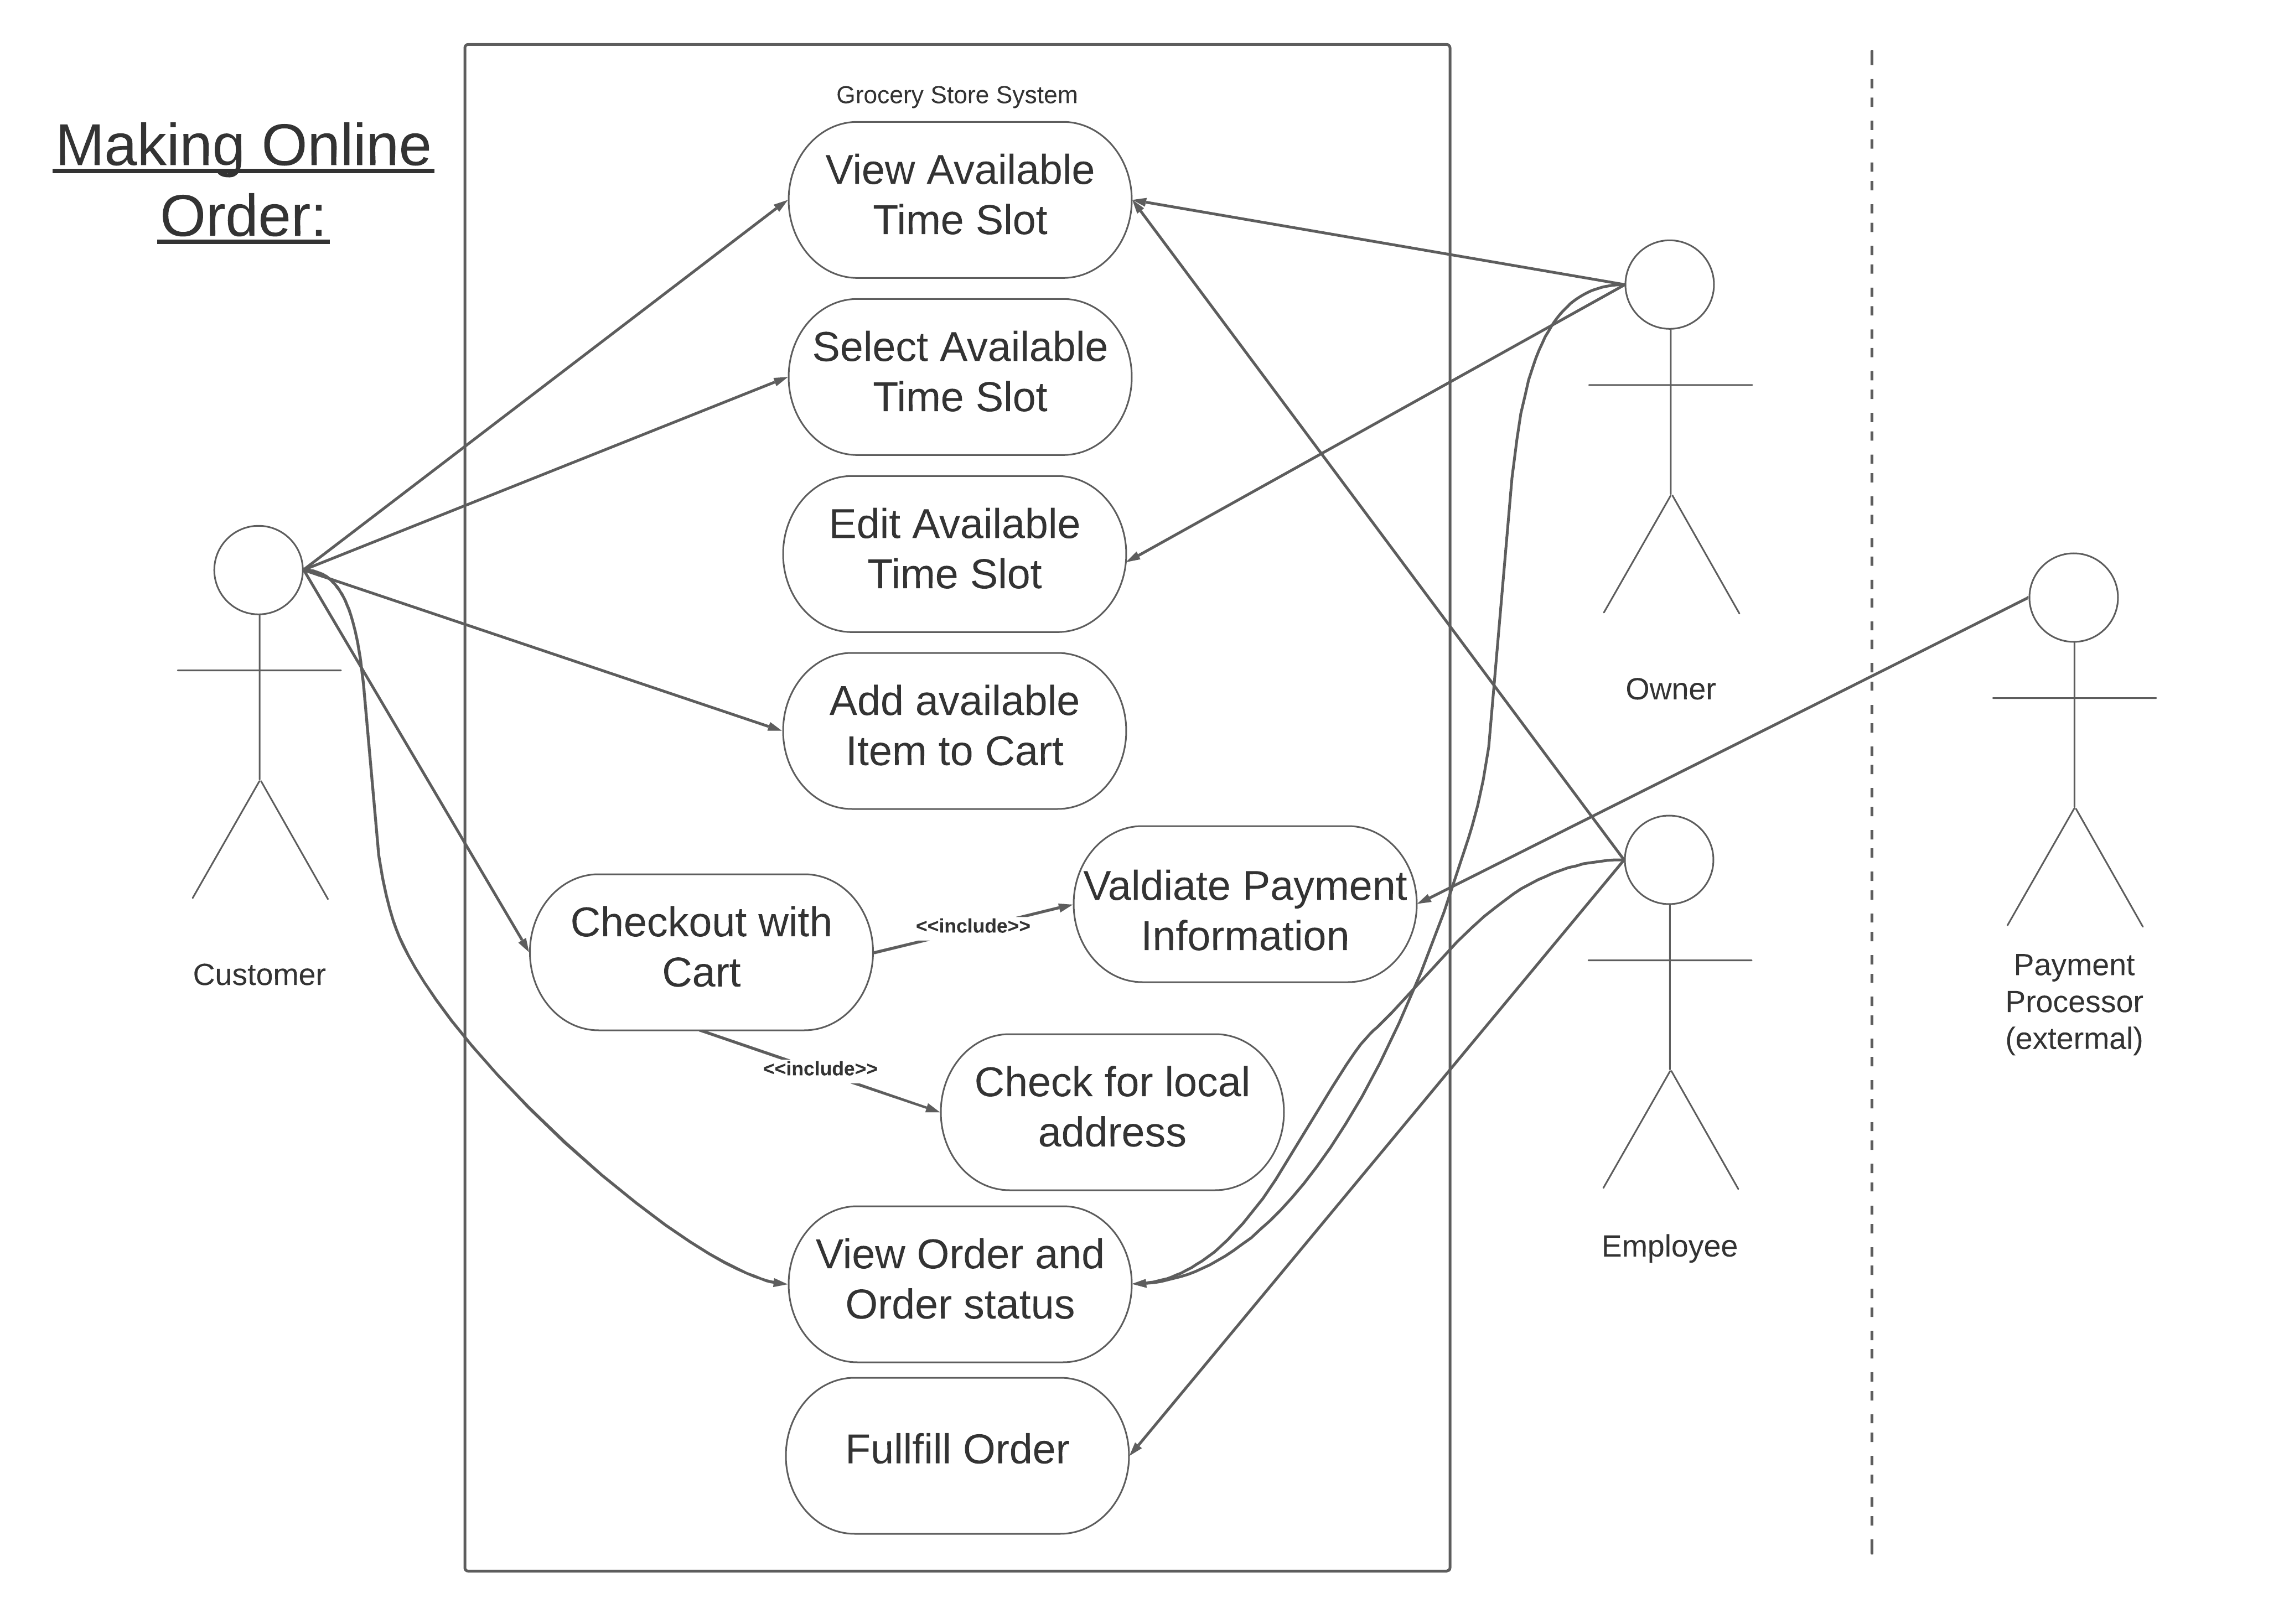 Making Online
Order:
Grocery Store System
View Available
Time Slot
Select Available
Time Slot
Edit Available
Time Slot
Add available
Item to Cart
Checkout with
Cart
<<include>>
Valdiate Payment
Information
<<include>>
Check for local
address
View Order and
Order status
Fullfill Order
Customer
Owner
Employee
Payment
Processor
(extermal)